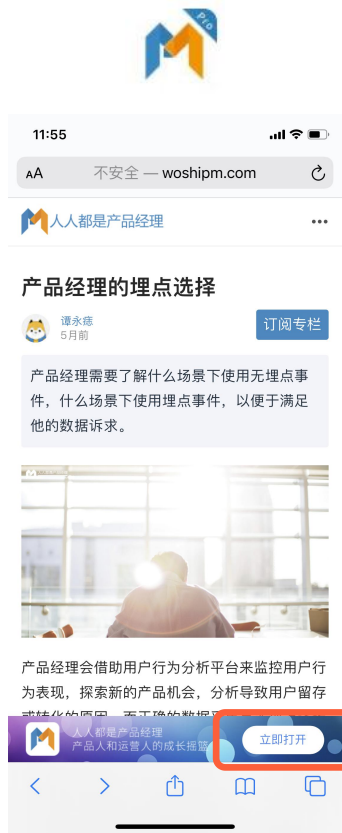 Pro
11:55
AA 不安全 — woshipm.com
人人都是产品经理
产品经理的埋点选择
谭永痣
5月前
订阅专栏
产品经理需要了解什么场景下使用无埋点事
件，什么场景下使用埋点事件，以便于满足
他的数据诉求。
产品经理会借助用户行为分析平台来监控用户行
为表现，探索新的产品机会，分析导致用户留存
人人都是产品经理
产品人和运营人的成长摇篮
立即打开